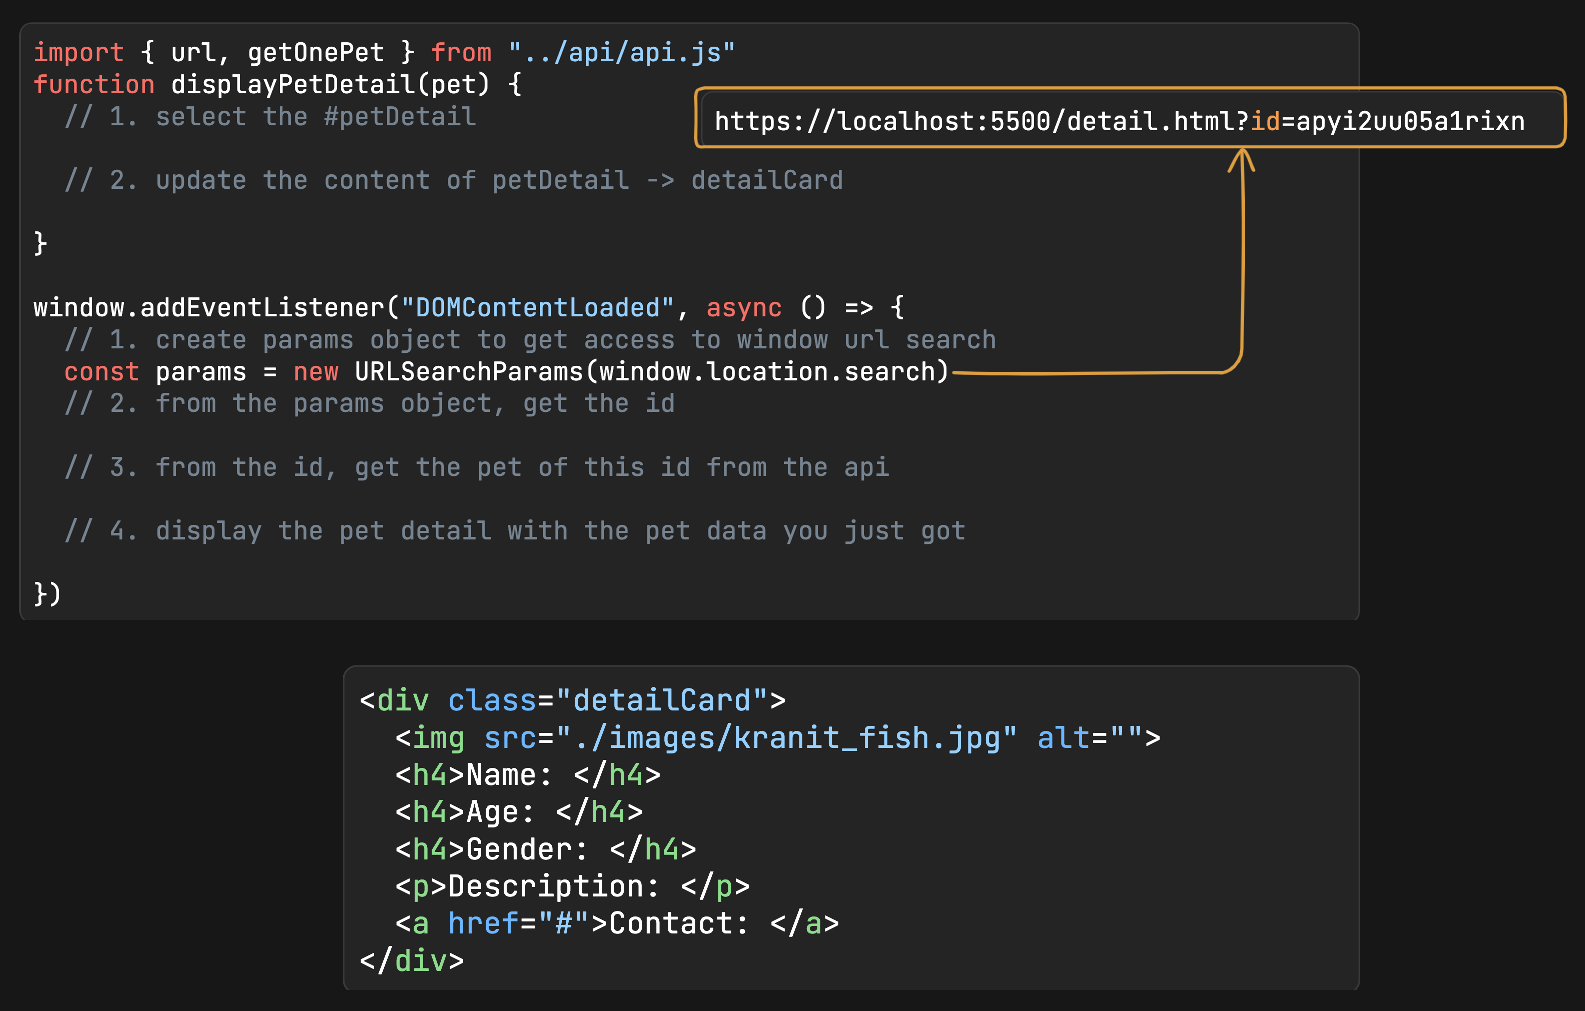 import { url, getOnePet } from "../api/api.js"
function displayPetDetail(pet) {
// 1. select the #petDetail
https://localhost:5500/detail.html?id=apyi2uu05a1rixn
// 2. update the content of petDetail -> detailCard
}
window.addEventListener("DOMContentLoaded", async () => {
// 1. create params object to get access to window url search
const params = new URLSearchParams(window.location.search)
// 2. from the params object, get the id
// 3. from the id, get the pet of this id from the api
// 4. display the pet detail with the pet data you just got
})
<div class="detailCard">
<img src="./images/kranit_fish.jpg" alt="">
<h4>Name: </h4>
<h4>Age: </h4>
<h4>Gender: </h4>
<p>Description: </p>
<a href="#">Contact: </a>
</div>